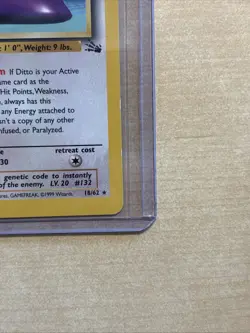 : 1' 0", Weight: 9 lbs.
If Ditto is your Active
same card as the
Hit Points, Weakness,
, always has this
any Energy attached to
isn't a copy of any other
nfused, or Paralyzed.
retreat cost
30
genetic code to instantly
of the enemy. LV. 20 #132
GAMEFREAK. ©1999 Wizards. 18/62 ★